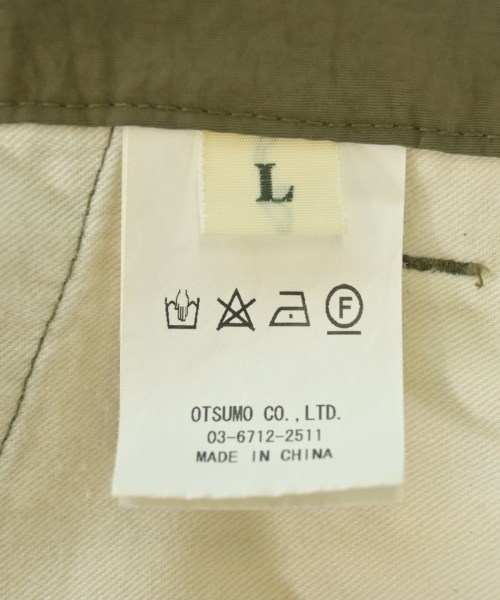 L
F
OTSUMO CO.,LTD.
03-6712-2511
MADE IN CHINA